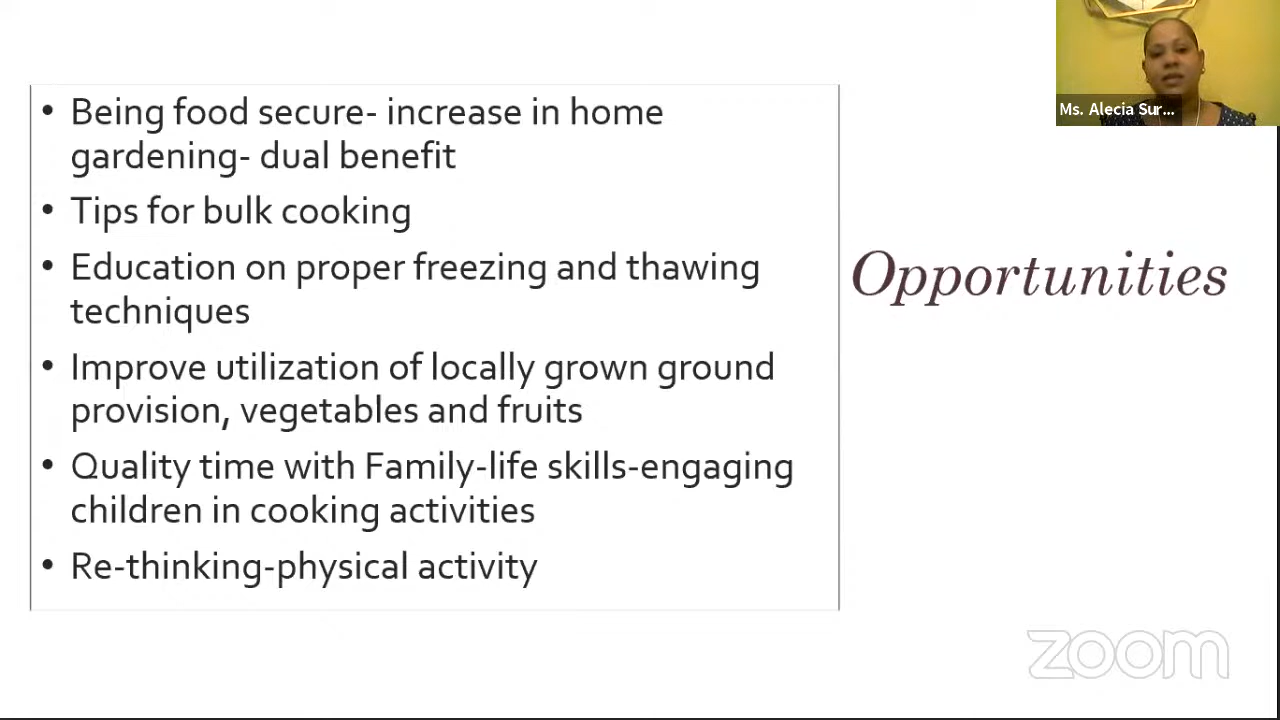 • Being food secure- increase in home
gardening- dual benefit
• Tips for bulk cooking
• Education on proper freezing and thawing
techniques
• Improve utilization of locally grown ground
provision, vegetables and fruits
• Quality time with Family-life skills-engaging
children in cooking activities
• Re-thinking-physical activity
Opportunities
Ms. Alecia Sur...
zoom